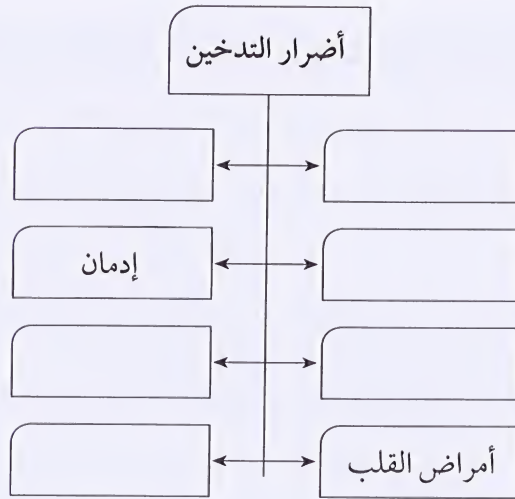 أضرار التدخين
إدمان
أمراض القلب